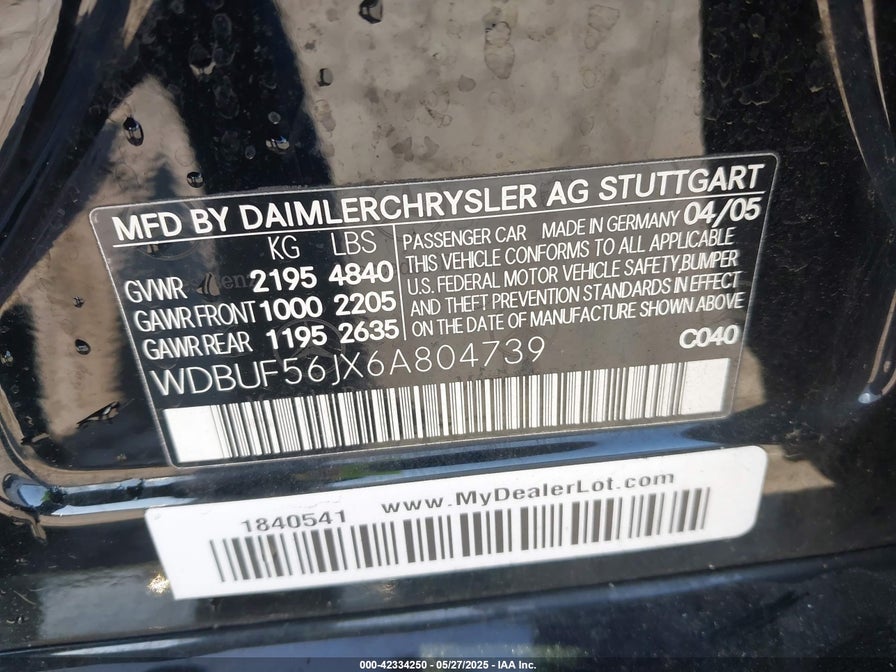 MFD BY DAIMLERCHRYSLER AG STUTTGART
KG LBS
GVWR 2195 4840
GAWR FRONT 1000 2205
GAWR REAR 1195 2635
PASSENGER CAR MADE IN GERMANY 04/05
THIS VEHICLE CONFORMS TO ALL APPLICABLE
U.S. FEDERAL MOTOR VEHICLE SAFETY,BUMPER
AND THEFT PREVENTION STANDARDS IN EFFECT
ON THE DATE OF MANUFACTURE SHOWN ABOVE
C040
WDBUF56JX6A804739
1840541 www.MyDealerLot.com
000-42334250 - 05/27/2025 - IAA Inc.